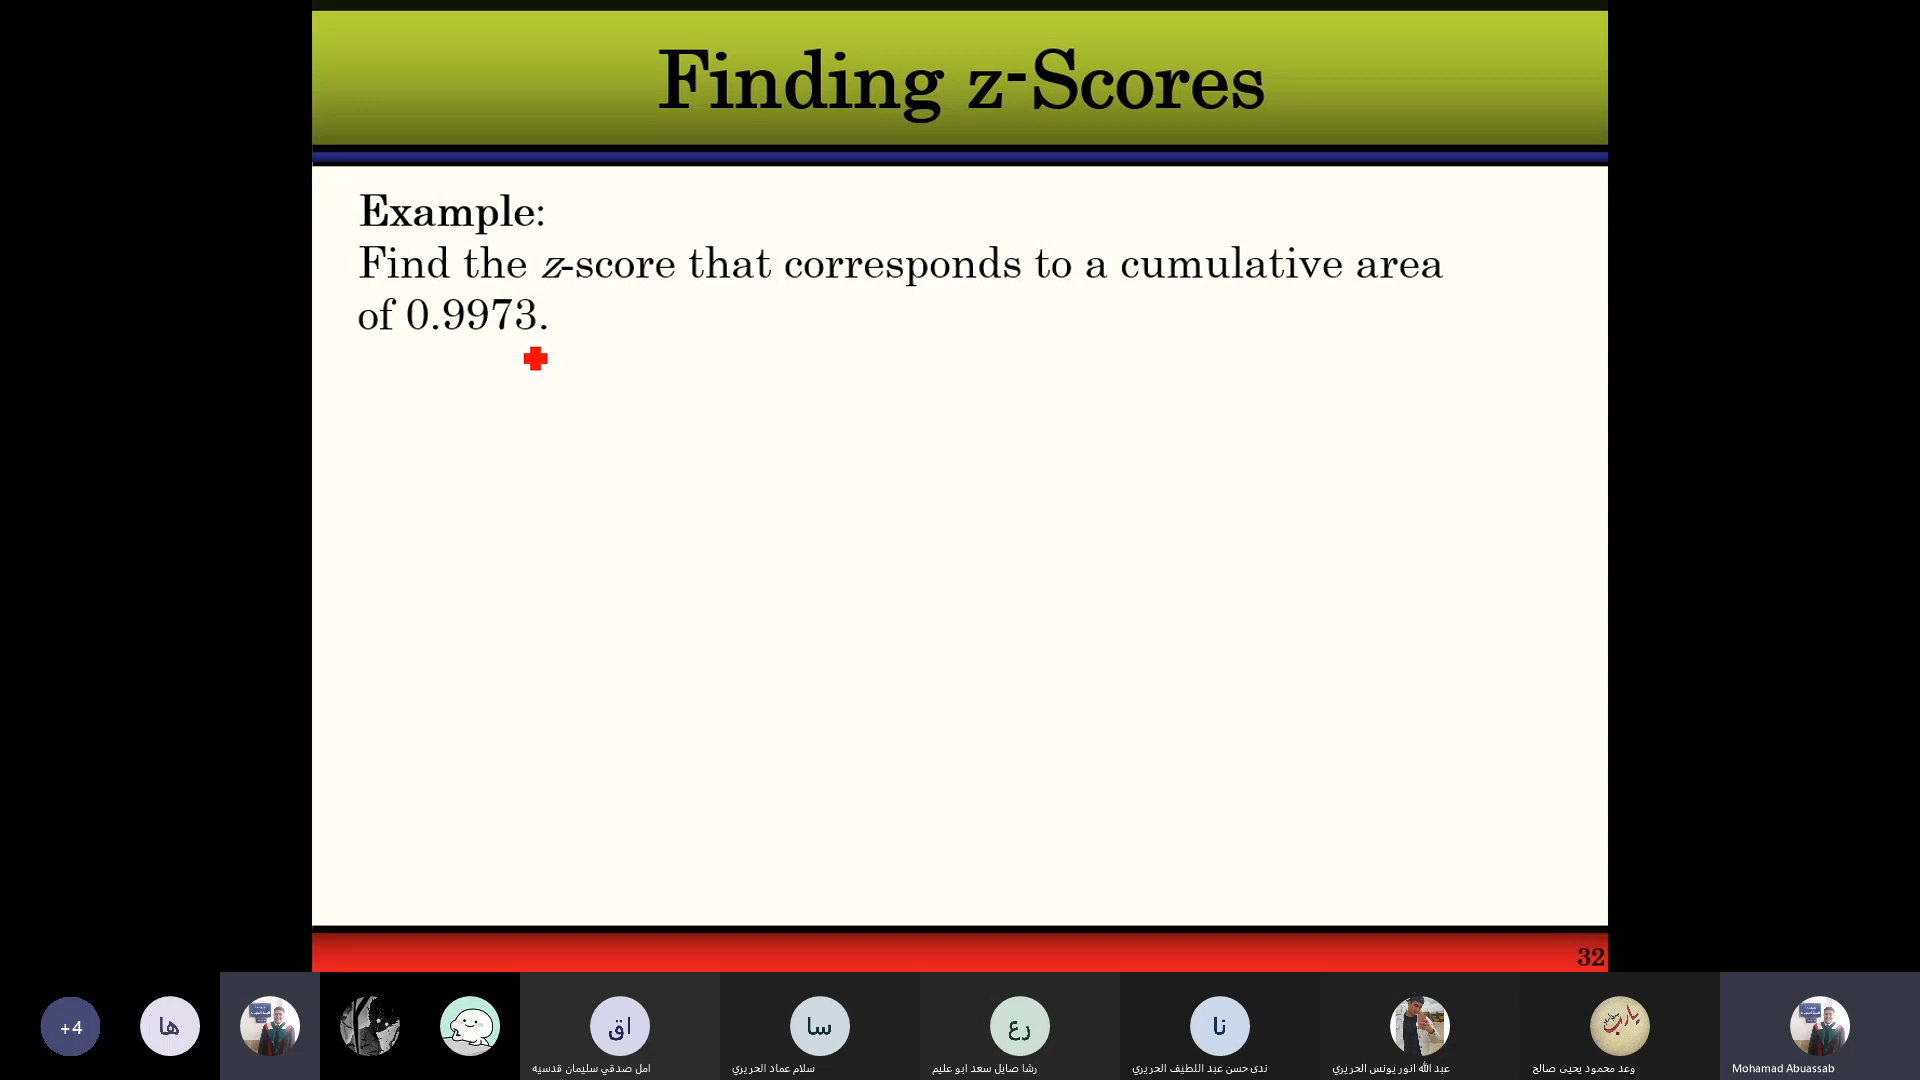 Finding z-Scores
Example:
Find the z-score that corresponds to a cumulative area
of 0.9973.
32
+4
ها
اق
سا
رع
نا
يارب
امل صدقي سليمان قدسيه
سلام عماد الحريري
رشا صايل سعد ابو عليم
ندى حسن عبد اللطيف الحريري
عبد الله انور يونس الحريري
وعد محمود يحيى صالح
Mohamad Abuassab